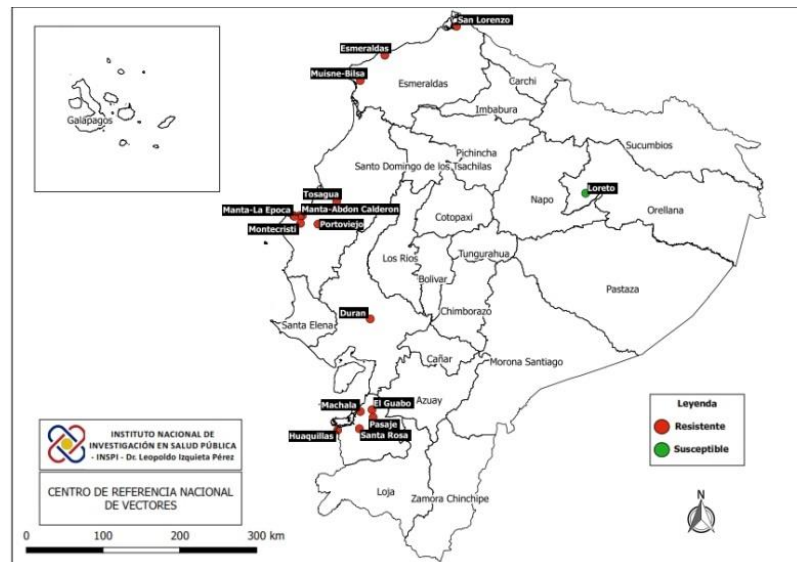 San Lorenzo
Esmeraldas
Muisne-Bilsa
Esmeraldas
Carchi
Imbabura
Galápagos
Pichincha
Sucumbios
Santo Domingo de los Tsachilas
Tosagua
Napo
Loreto
Orellana
Manta-La Epoca
Manta-Abdon Calderon
Cotopaxi
Montecristi
Portoviejo
Los Rios
Tungurahua
Bolivar
Pastaza
Duran
Santa Elena
Chimborazo
Cañar
Morona Santiago
Machala
El Guabo
Azuay
Pasaje
Huaquillas
Santa Rosa
Loja
Zamora Chinchipe
Leyenda
Resistente
Susceptible
INSTITUTO NACIONAL DE
INVESTIGACIÓN EN SALUD PÚBLICA
- INSPI - Dr. Leopoldo Izquieta Pérez
CENTRO DE REFERENCIA NACIONAL
DE VECTORES
N
0 100 200 300 km